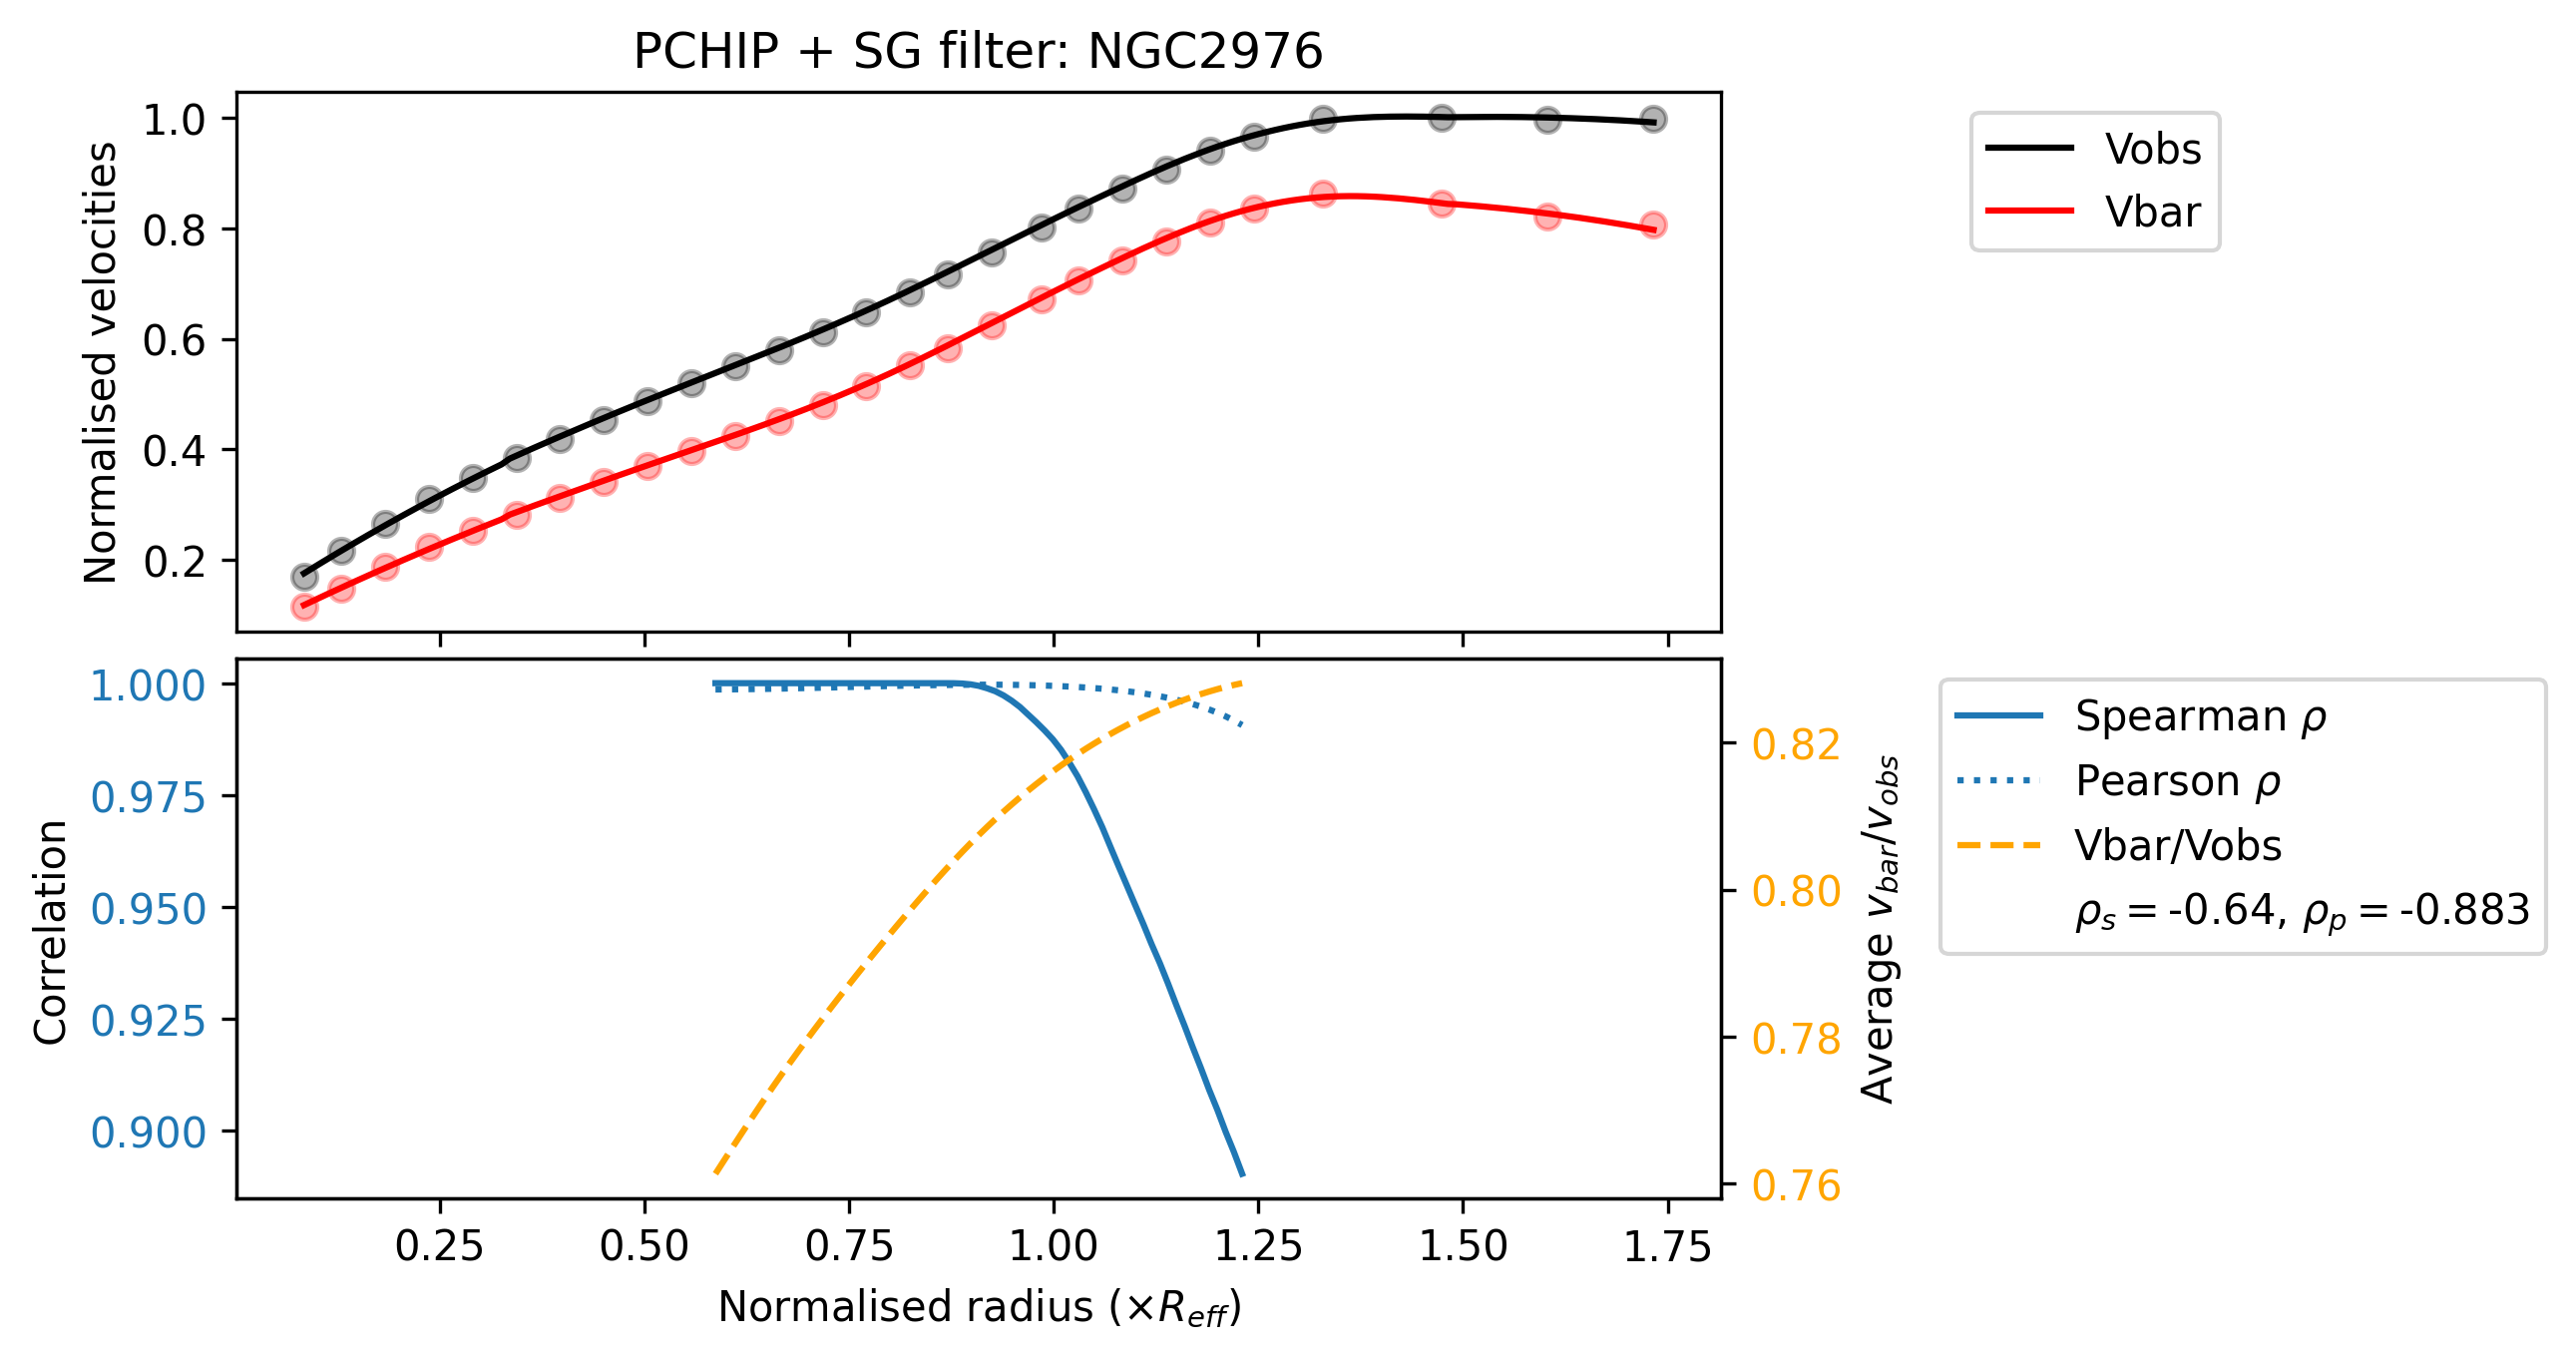 PCHIP + SG filter: NGC2976
Normalised velocities
1.0
0.8
0.6
0.4
0.2
Vobs
Vbar
Correlation
1.000
0.975
0.950
0.925
0.900
0.82
0.80
0.78
0.76
Average v_bar/v_obs
Spearman ρ
Pearson ρ
Vbar/Vobs
ρ_s = -0.64, ρ_p = -0.883
0.25 0.50 0.75 1.00 1.25 1.50 1.75
Normalised radius (×R_eff)